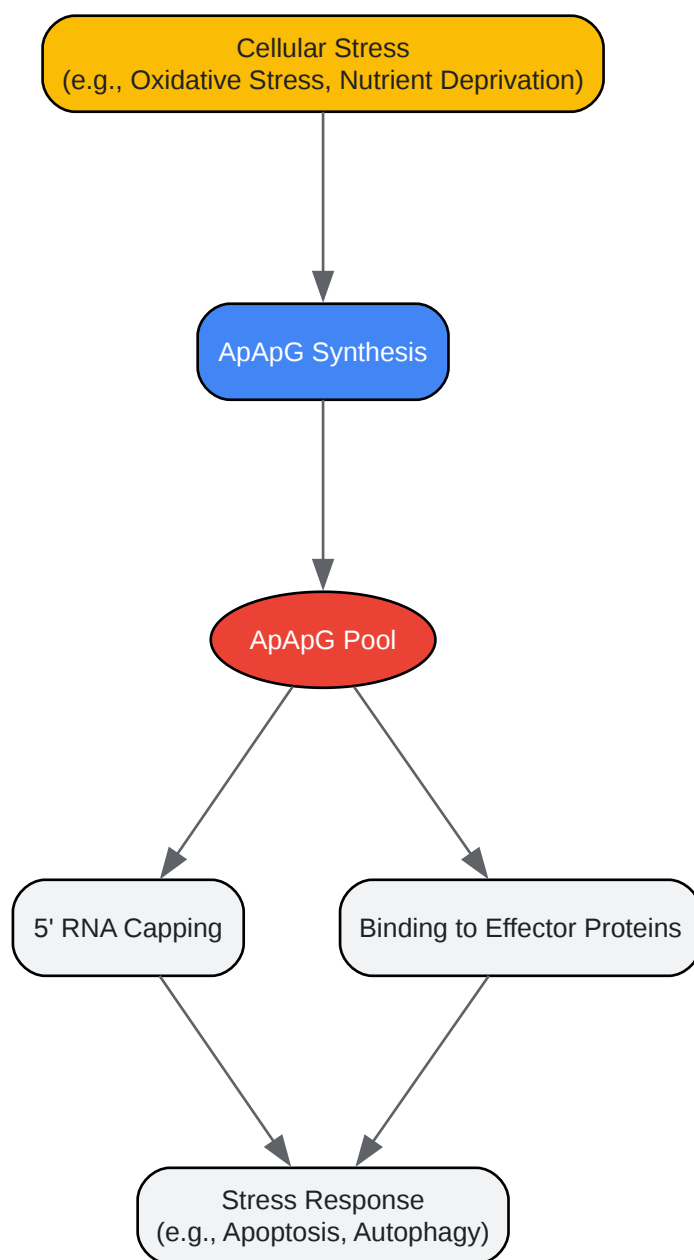 Cellular Stress
(e.g., Oxidative Stress, Nutrient Deprivation)
ApApG Synthesis
ApApG Pool
5' RNA Capping
Binding to Effector Proteins
Stress Response
(e.g., Apoptosis, Autophagy)